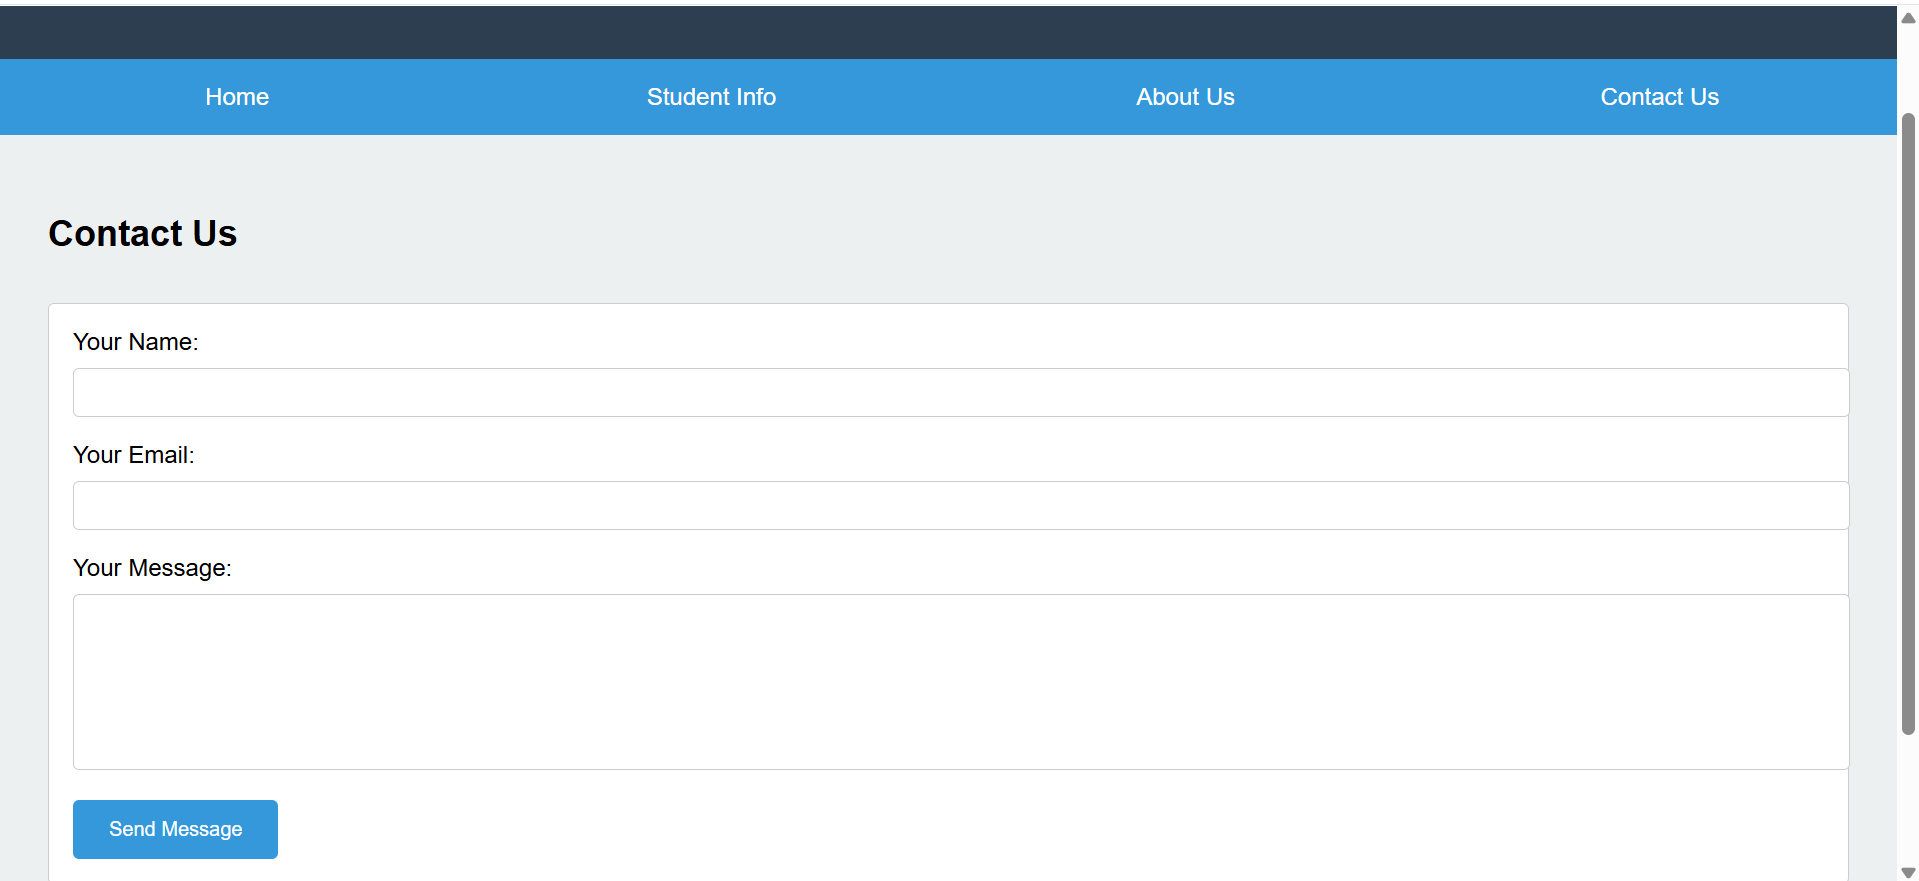 Home Student Info About Us Contact Us
Contact Us
Your Name:
Your Email:
Your Message:
Send Message